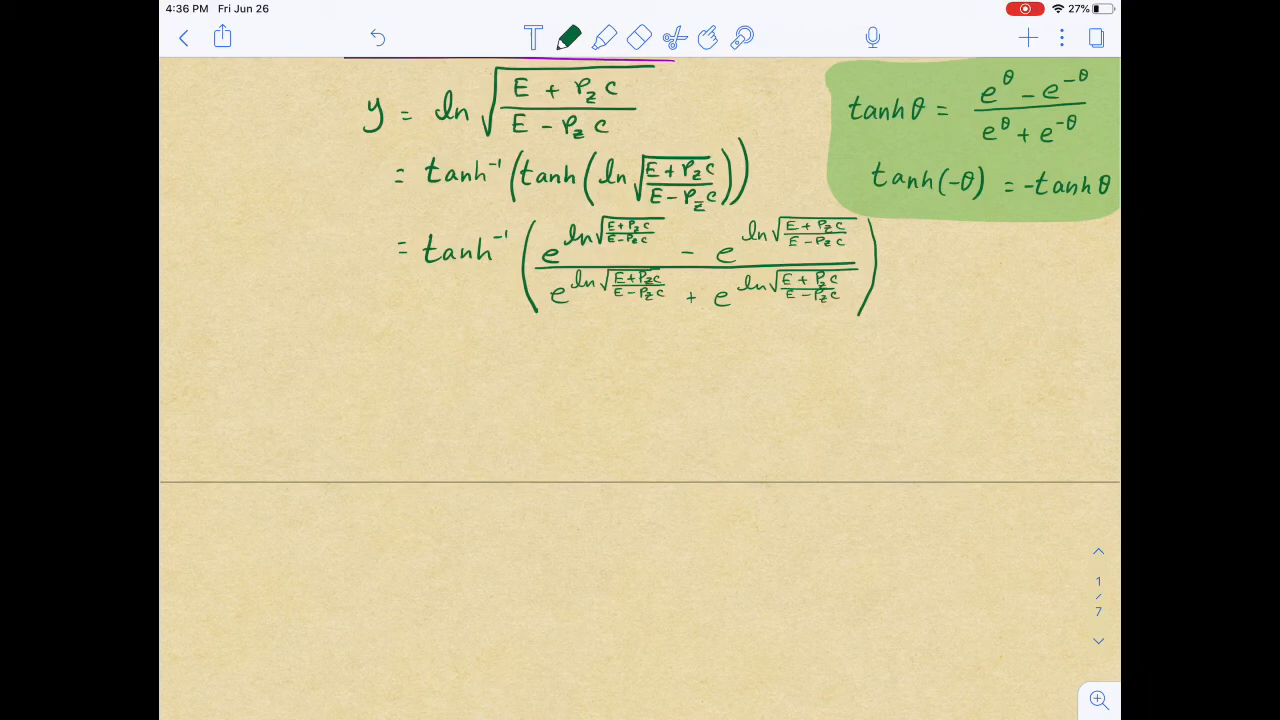 4:36 PM Fri Jun 26 27%
y = ln √((E + P_z c)/(E - P_z c))
= tanh⁻¹(tanh(ln √((E + P_z c)/(E - P_z c))))
= tanh⁻¹((e^(ln √((E + P_z c)/(E - P_z c))) - e^(ln √((E + P_z c)/(E - P_z c))))/(e^(ln √((E + P_z c)/(E - P_z c))) + e^(ln √((E + P_z c)/(E - P_z c)))))
tanh θ = (e^θ - e^-θ)/(e^θ + e^-θ)
tanh(-θ) = -tanh θ
1
/
7